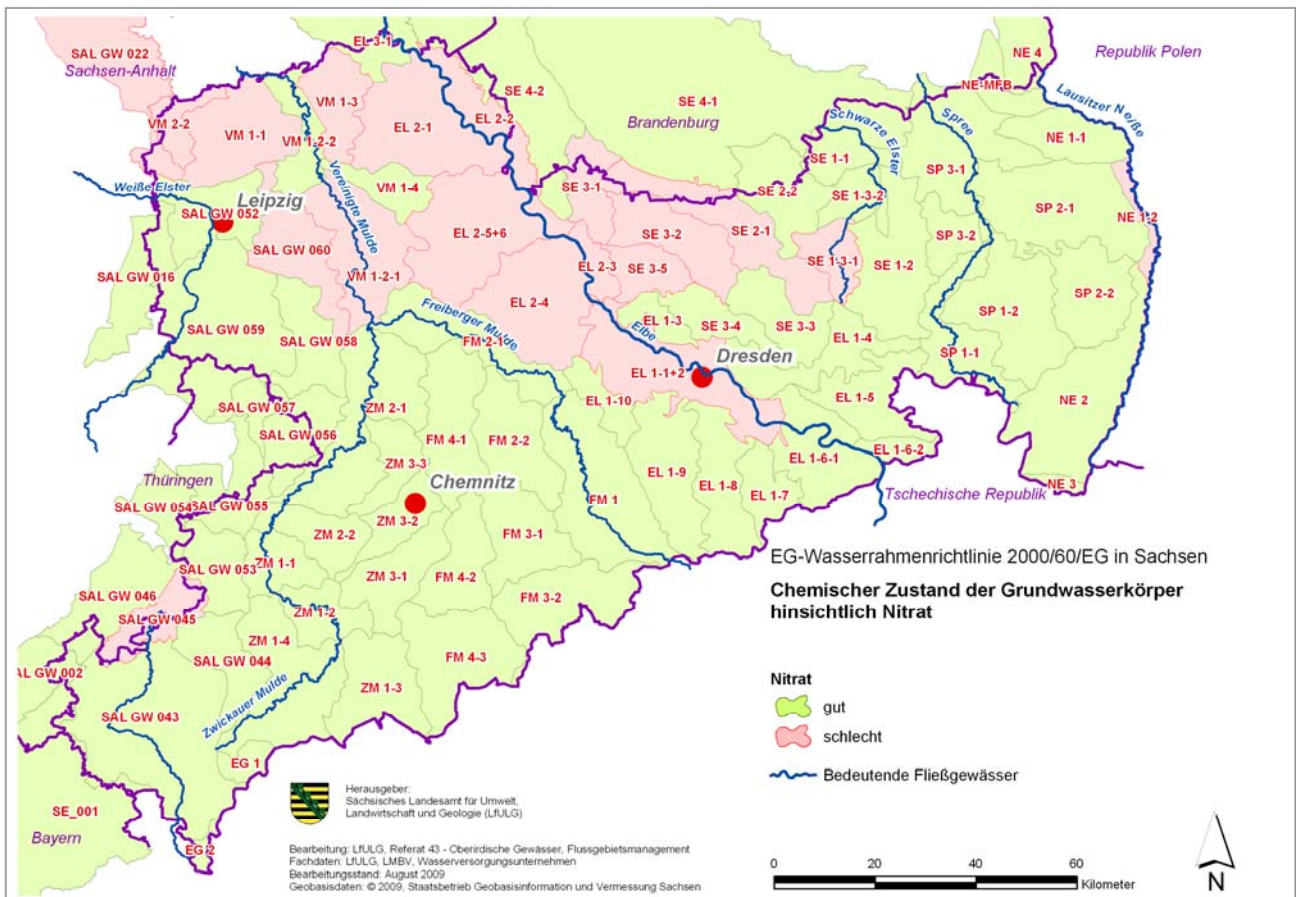 SAL GW 022
Sachsen-Anhalt
EL 3-1
SE 4-2
SE 4-1
Brandenburg
NE 4
Republik Polen
NE-MFB
Lausitzer Neiße
VM 2-2
VM 1-1
VM 1-3
VM 1-2-2
EL 2-1
EL 2-2
Schwarze Elster
Spree
NE 1-1
SE 1-1
SP 3-1
Weiße Elster
Vereinigte Mulde
VM 1-4
SE 3-1
SE 2-2
SE 1-3-2
Leipzig
SAL GW 052
SP 2-1
NE 1-2
SAL GW 060
EL 2-5+6
SE 3-2
SE 2-1
SP 3-2
SAL GW 016
VM 1-2-1
EL 2-3
SE 3-5
SE 1-3-1
SE 1-2
SP 2-2
EL 2-4
Freiberger Mulde
SAL GW 059
SAL GW 058
FM 2-1
EL 1-3
Elbe
SE 3-4
SE 3-3
EL 1-4
SP 1-2
SP 1-1
Dresden
EL 1-1+2
EL 1-10
EL 1-5
NE 2
SAL GW 057
ZM 2-1
SAL GW 056
FM 4-1
FM 2-2
EL 1-6-1
EL 1-6-2
ZM 3-3
EL 1-9
EL 1-8
EL 1-7
NE 3
Tschechische Republik
Thüringen
Chemnitz
SAL GW 054
SAL GW 055
ZM 3-2
FM 1
ZM 2-2
FM 3-1
SAL GW 053
ZM 1-1
ZM 3-1
FM 4-2
FM 3-2
SAL GW 046
SAL GW 045
ZM 1-2
ZM 1-4
SAL GW 044
FM 4-3
AL GW 002
ZM 1-3
SAL GW 043
Zwickauer Mulde
EG 1
SE_001
Bayern
EG 2
EG-Wasserrahmenrichtlinie 2000/60/EG in Sachsen
Chemischer Zustand der Grundwasserkörper
hinsichtlich Nitrat
Nitrat
gut
schlecht
Bedeutende Fließgewässer
Herausgeber:
Sächsisches Landesamt für Umwelt,
Landwirtschaft und Geologie (LfULG)
Bearbeitung: LfULG, Referat 43 - Oberirdische Gewässer, Flussgebietsmanagement
Fachdaten: LfULG, LMBV, Wasserversorgungsunternehmen
Bearbeitungsstand: August 2009
Geobasisdaten: © 2009, Staatsbetrieb Geobasisinformation und Vermessung Sachsen
0 20 40 60
Kilometer
N